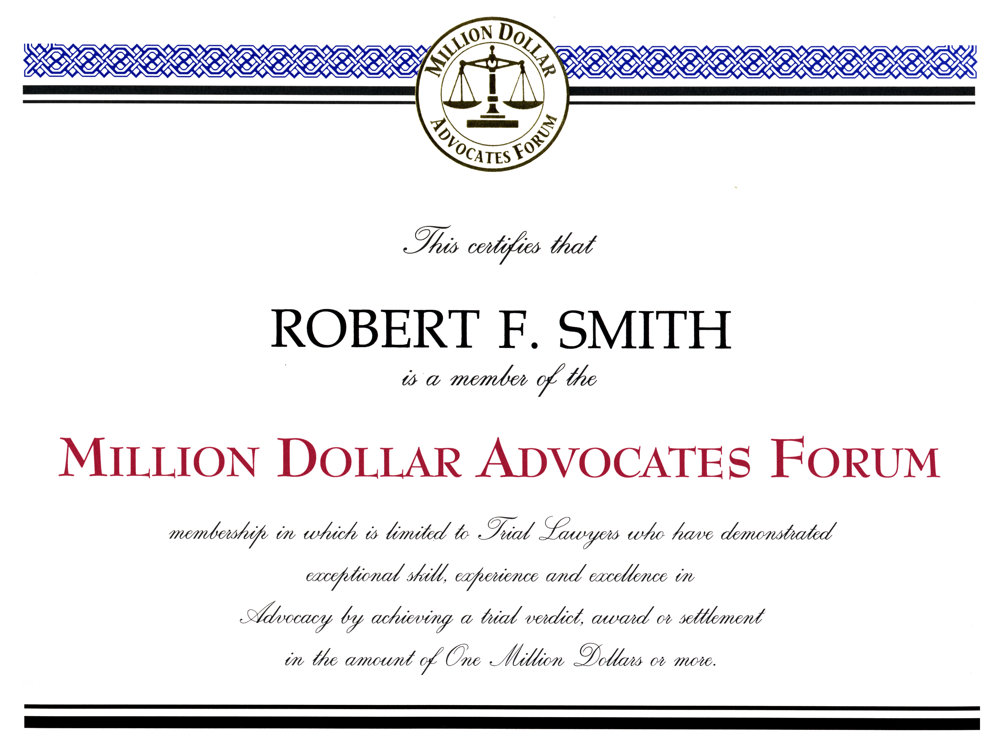 MILLION DOLLAR
ADVOCATES FORUM
This certifies that
ROBERT F. SMITH
is a member of the
MILLION DOLLAR ADVOCATES FORUM
membership in which is limited to Trial Lawyers who have demonstrated
exceptional skill, experience and excellence in
Advocacy by achieving a trial verdict, award or settlement
in the amount of One Million Dollars or more.